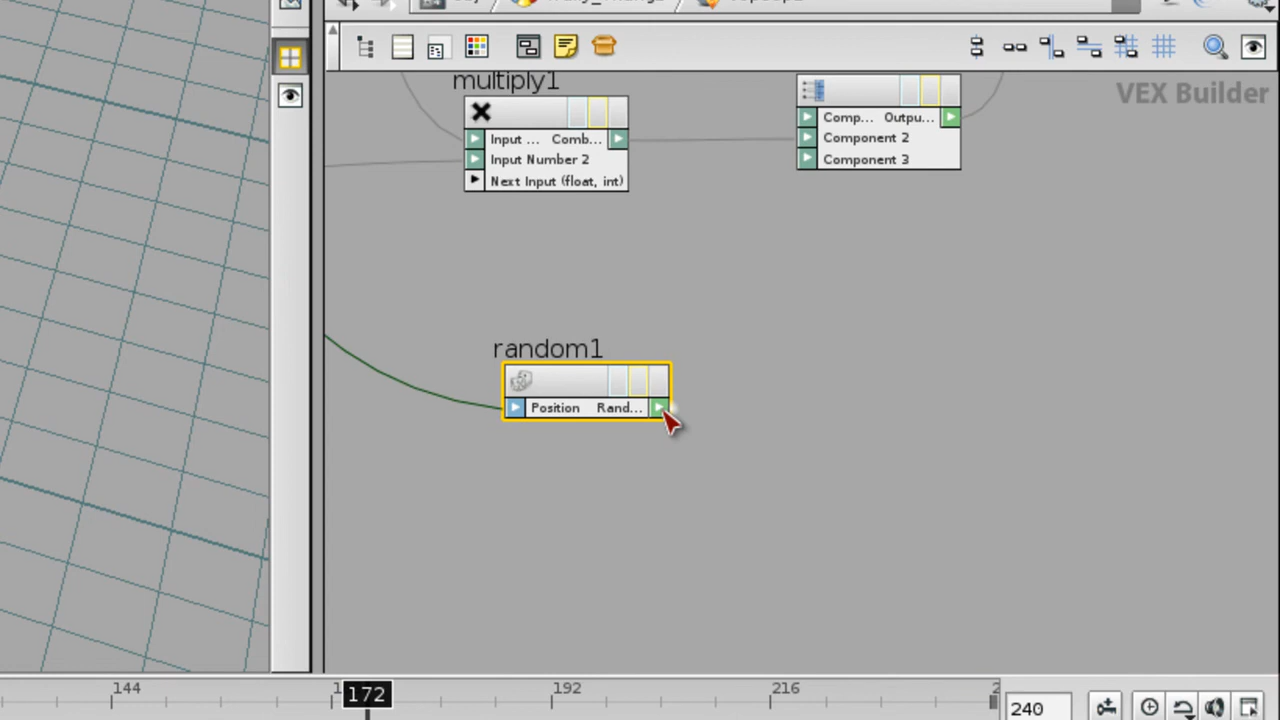 multiply1
VEX Builder
Input ... Comb...
Input Number 2
Next Input (float, int)
Comp... Outpu...
Component 2
Component 3
random1
Position Rand...
144
172
192
216
240